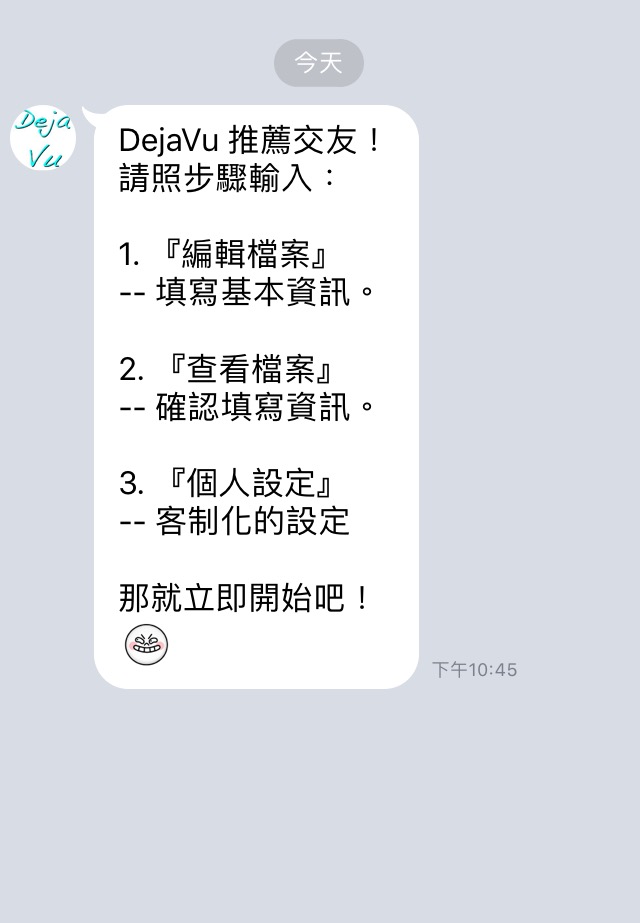 今天
Deja
Vu
DejaVu 推薦交友！
請照步驟輸入：
1. 『編輯檔案』
-- 填寫基本資訊。
2. 『查看檔案』
-- 確認填寫資訊。
3. 『個人設定』
-- 客制化的設定
那就立即開始吧！
下午10:45